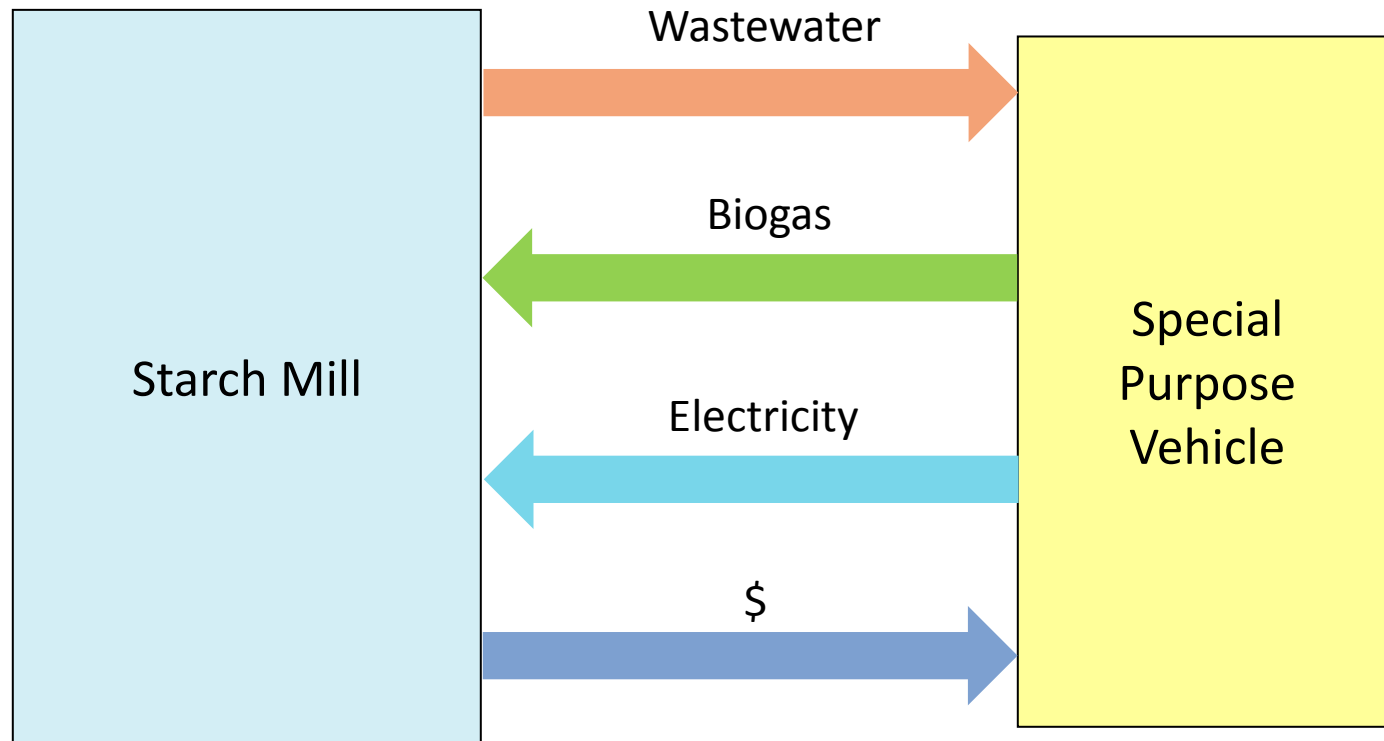 Wastewater
Biogas
Starch Mill
Electricity
$
Special
Purpose
Vehicle